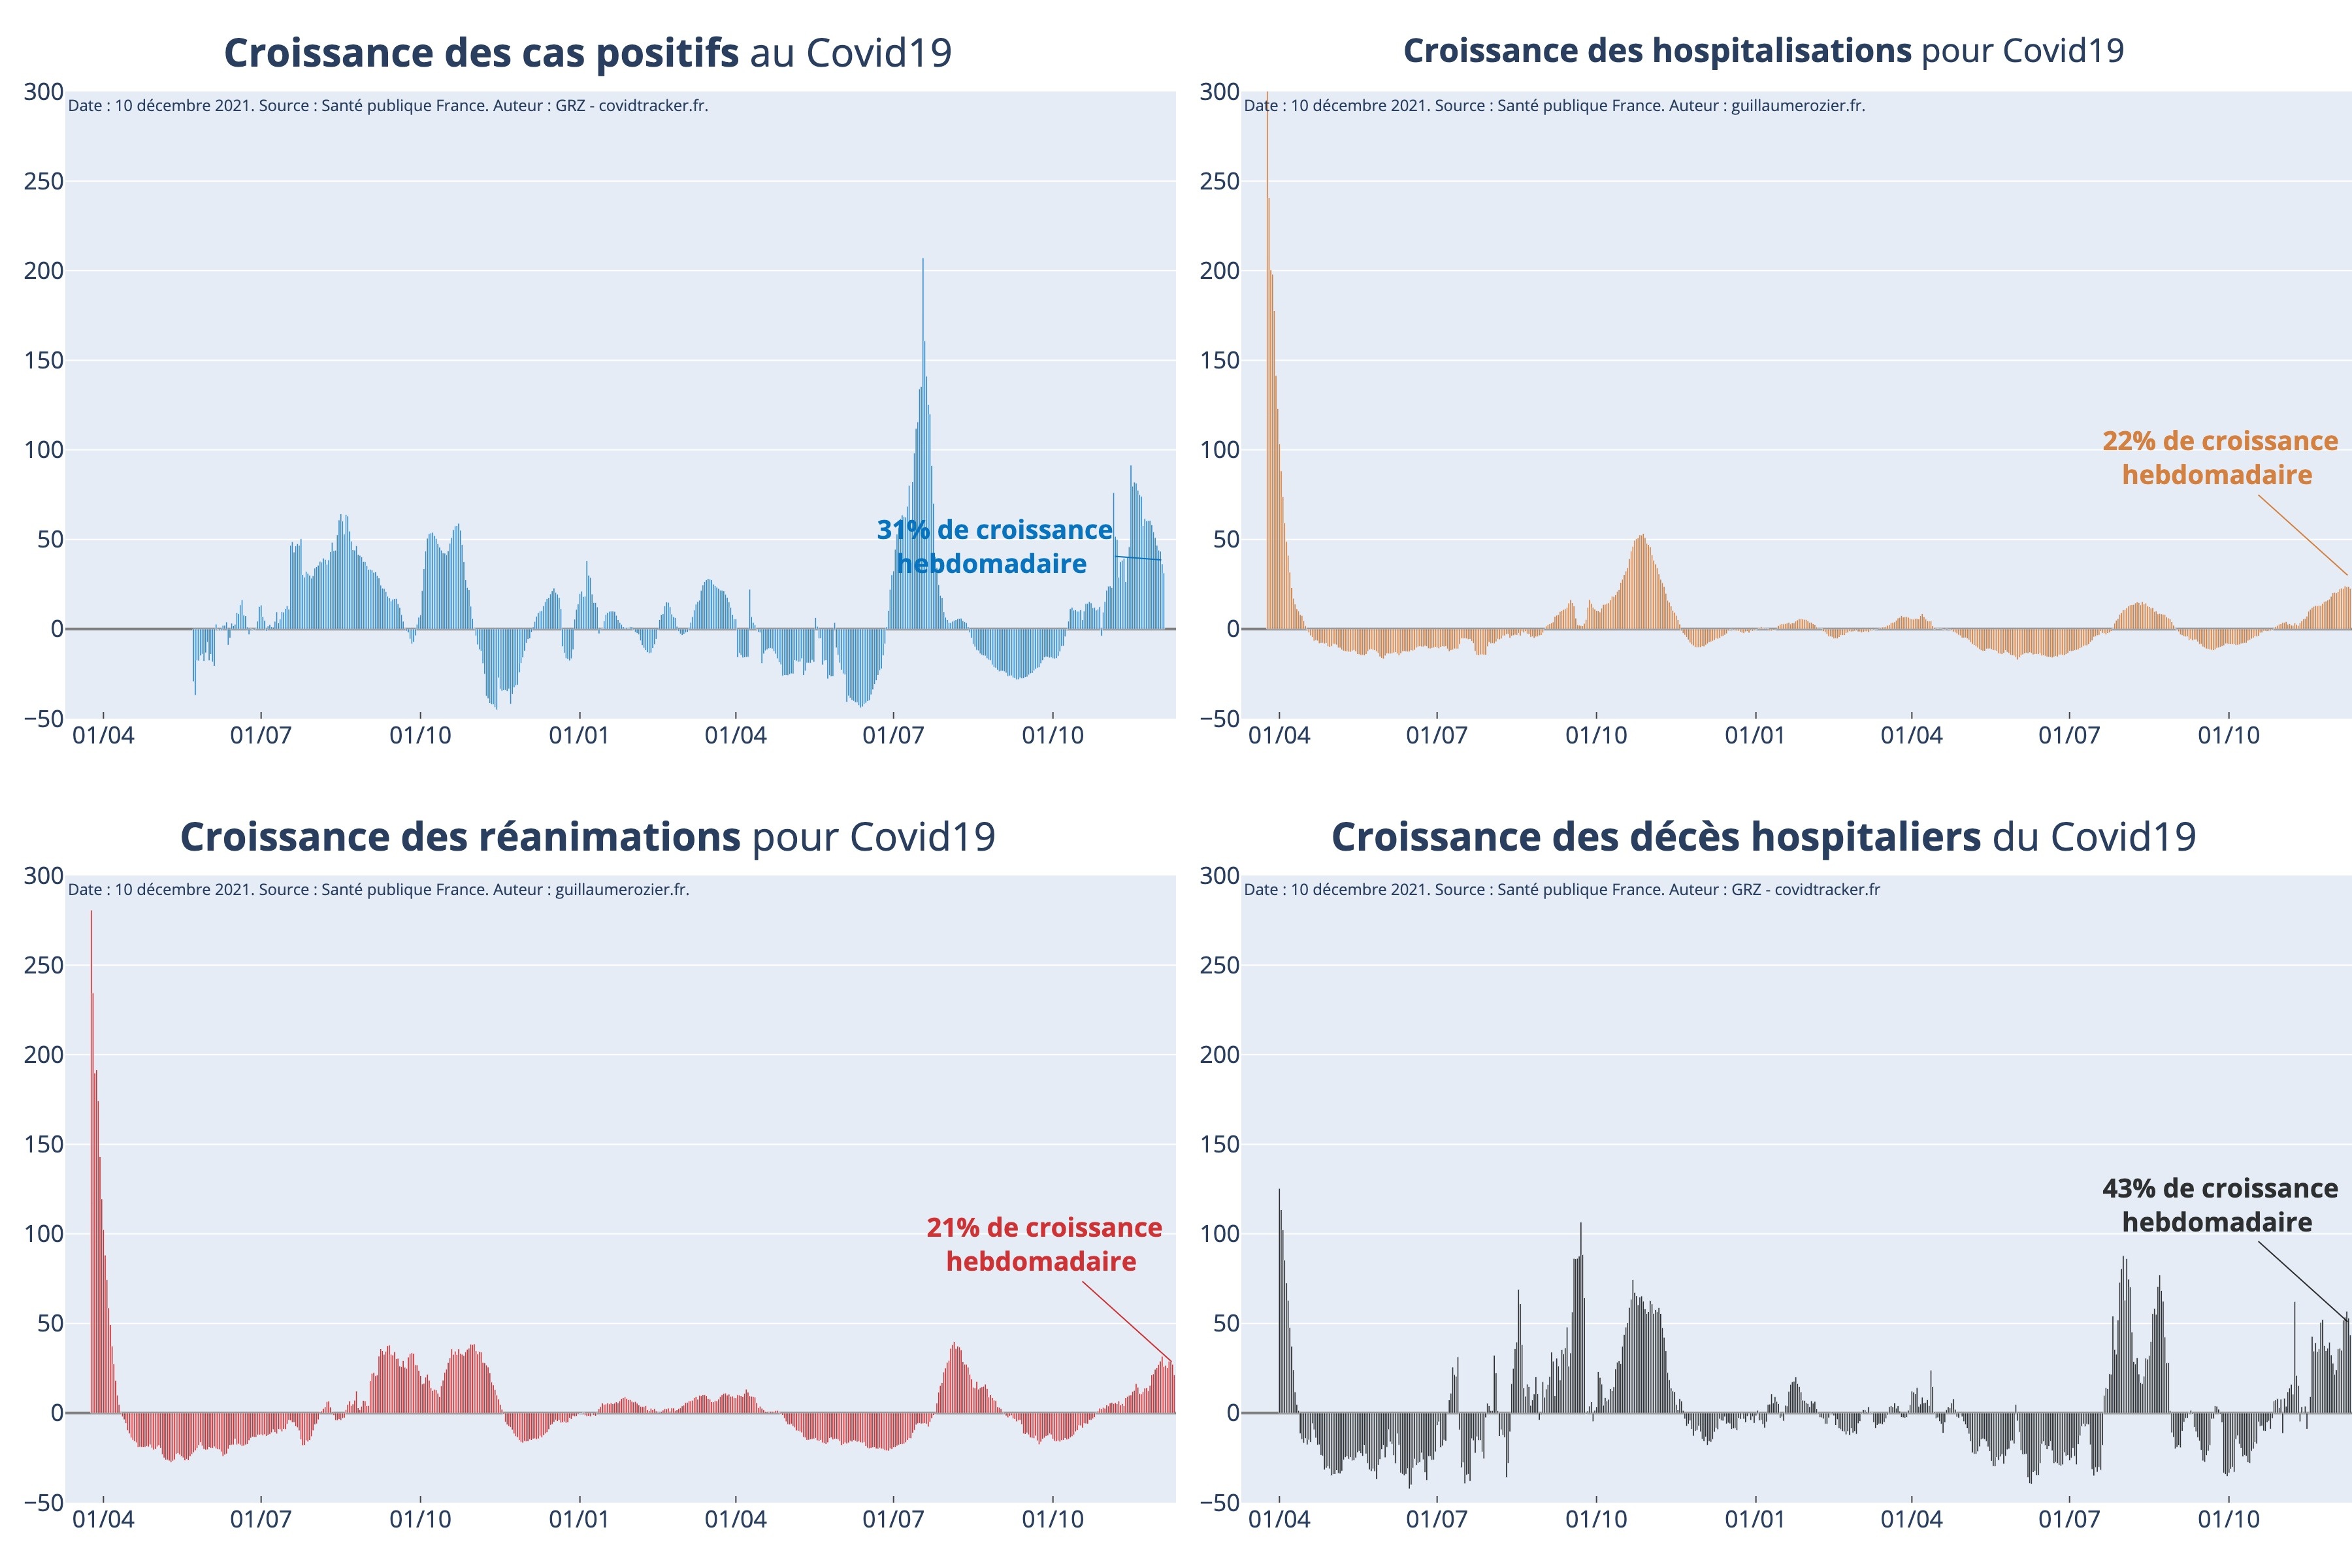 Croissance des cas positifs au Covid19
Date : 10 décembre 2021. Source : Santé publique France. Auteur : GRZ - covidtracker.fr.
300
250
200
150
100
50
0
−50
31% de croissance
hebdomadaire
01/04 01/07 01/10 01/01 01/04 01/07 01/10
Croissance des hospitalisations pour Covid19
Date : 10 décembre 2021. Source : Santé publique France. Auteur : guillaumerozier.fr.
300
250
200
150
100
50
0
−50
22% de croissance
hebdomadaire
01/04 01/07 01/10 01/01 01/04 01/07 01/10
Croissance des réanimations pour Covid19
Date : 10 décembre 2021. Source : Santé publique France. Auteur : guillaumerozier.fr.
300
250
200
150
100
50
0
−50
21% de croissance
hebdomadaire
01/04 01/07 01/10 01/01 01/04 01/07 01/10
Croissance des décès hospitaliers du Covid19
Date : 10 décembre 2021. Source : Santé publique France. Auteur : GRZ - covidtracker.fr
300
250
200
150
100
50
0
−50
43% de croissance
hebdomadaire
01/04 01/07 01/10 01/01 01/04 01/07 01/10